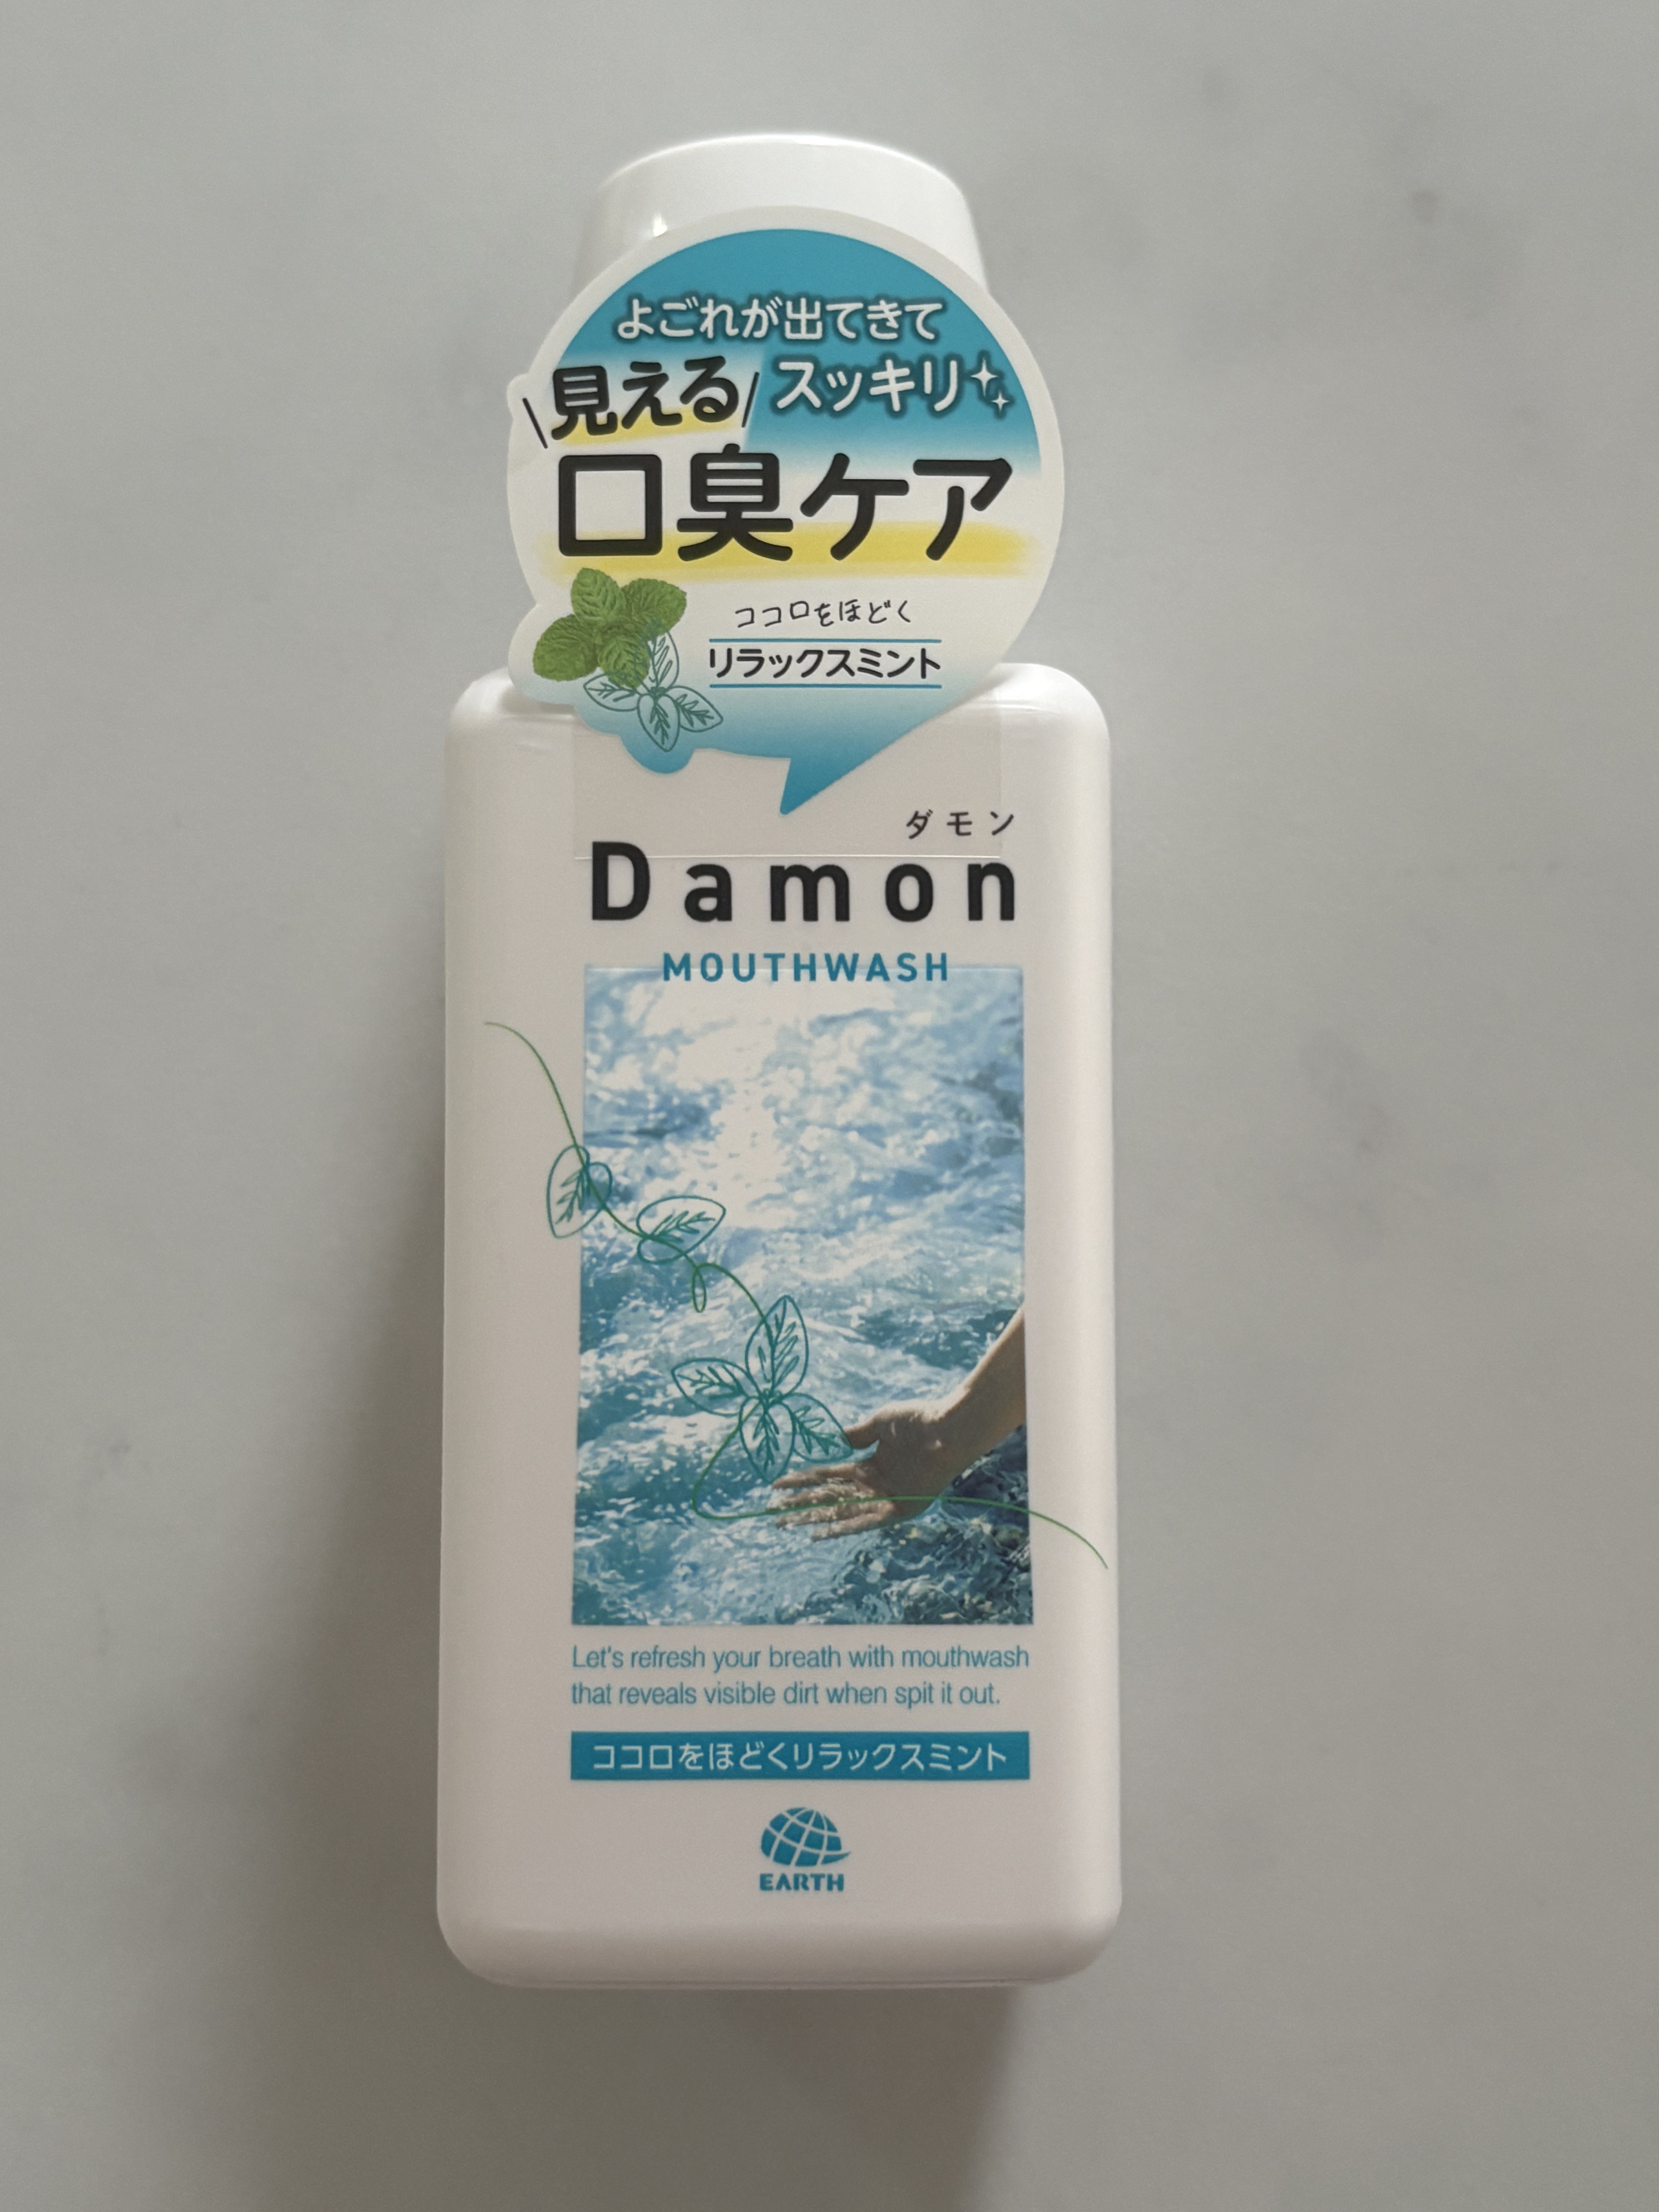 よごれが出てきて
見える スッキリ
口臭ケア
ココロをほどく
リラックスミント
ダモン
Damon
MOUTHWASH
Let's refresh your breath with mouthwash
that reveals visible dirt when spit it out.
ココロをほどくリラックスミント
EARTH